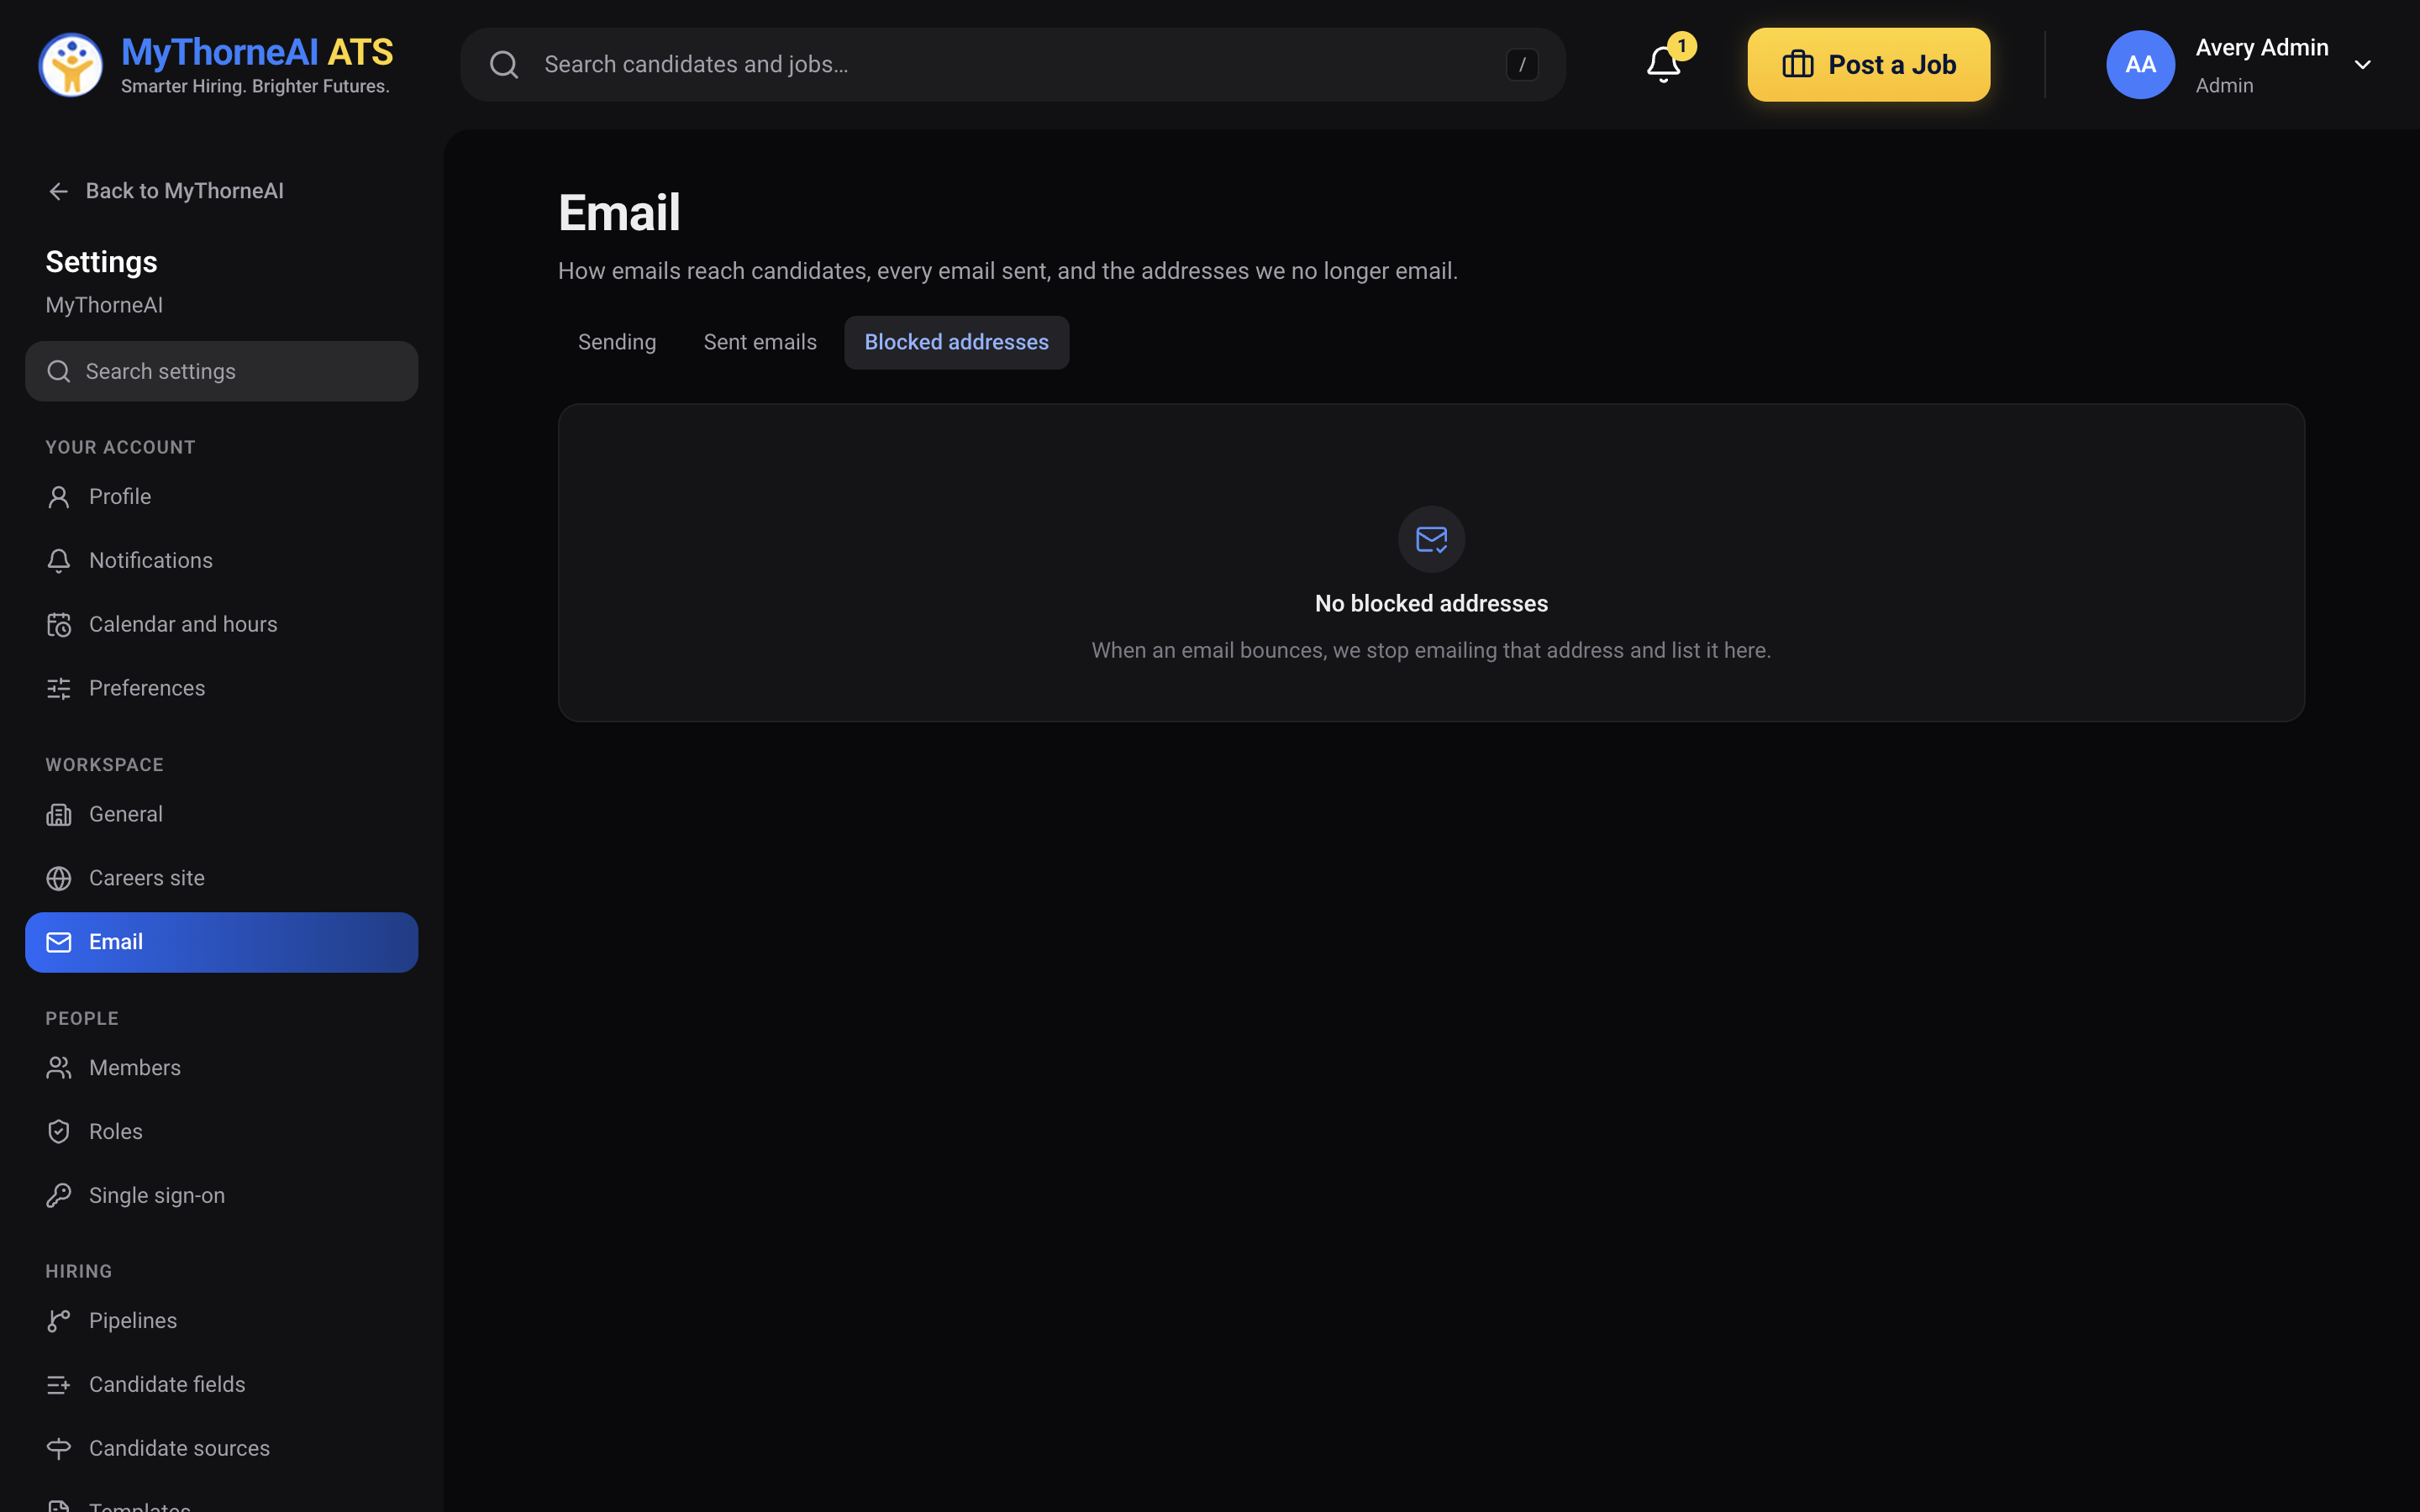 MyThorneAI ATS
Smarter Hiring. Brighter Futures.
Search candidates and jobs...
/
1
Post a Job
AA
Avery Admin
Admin
Back to MyThorneAI
Settings
MyThorneAI
Search settings
YOUR ACCOUNT
Profile
Notifications
Calendar and hours
Preferences
WORKSPACE
General
Careers site
Email
PEOPLE
Members
Roles
Single sign-on
HIRING
Pipelines
Candidate fields
Candidate sources
Templates
Email
How emails reach candidates, every email sent, and the addresses we no longer email.
Sending
Sent emails
Blocked addresses
No blocked addresses
When an email bounces, we stop emailing that address and list it here.